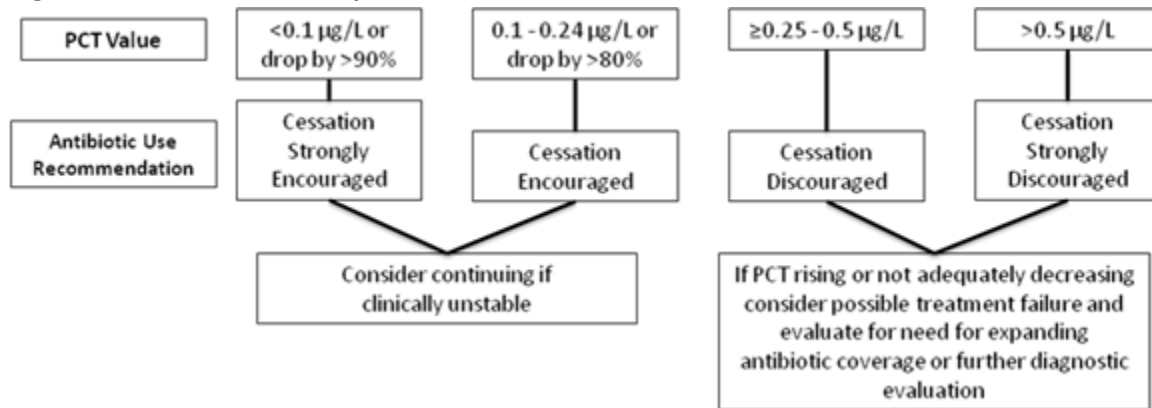 PCT Value
<0.1 µg/L or
drop by >90%
0.1 - 0.24 µg/L or
drop by >80%
≥0.25 - 0.5 µg/L
>0.5 µg/L
Antibiotic Use
Recommendation
Cessation
Strongly
Encouraged
Cessation
Encouraged
Cessation
Discouraged
Cessation
Strongly
Discouraged
Consider continuing if
clinically unstable
If PCT rising or not adequately decreasing
consider possible treatment failure and
evaluate for need for expanding
antibiotic coverage or further diagnostic
evaluation